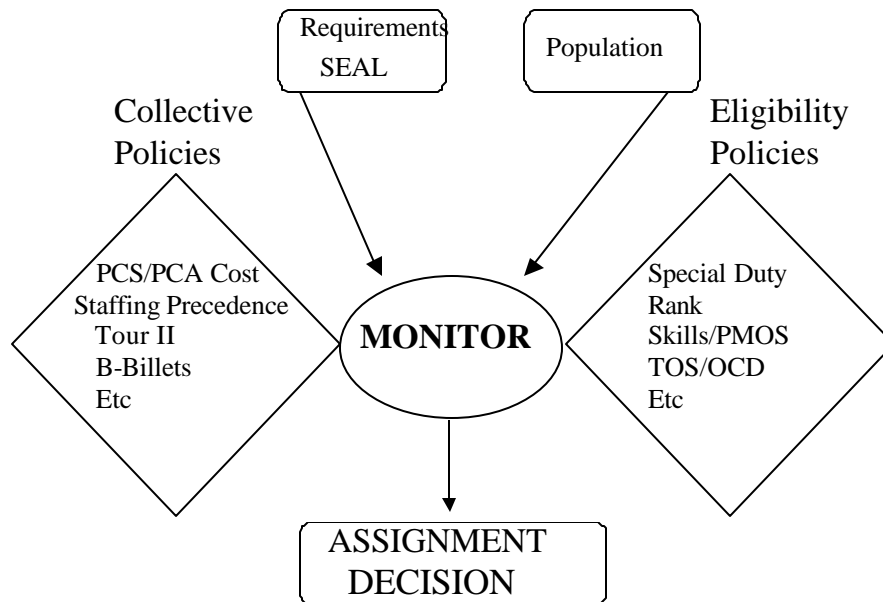 Requirements
SEAL
Population
Collective
Policies
Eligibility
Policies
PCS/PCA Cost
Staffing Precedence
Tour II
B-Billets
Etc
MONITOR
Special Duty
Rank
Skills/PMOS
TOS/OCD
Etc
ASSIGNMENT
DECISION